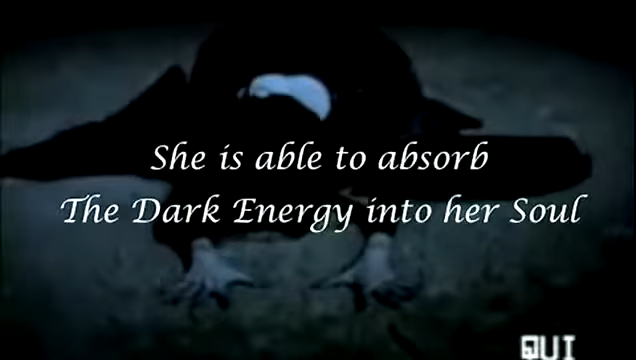 She is able to absorb
The Dark Energy into her Soul
QUI